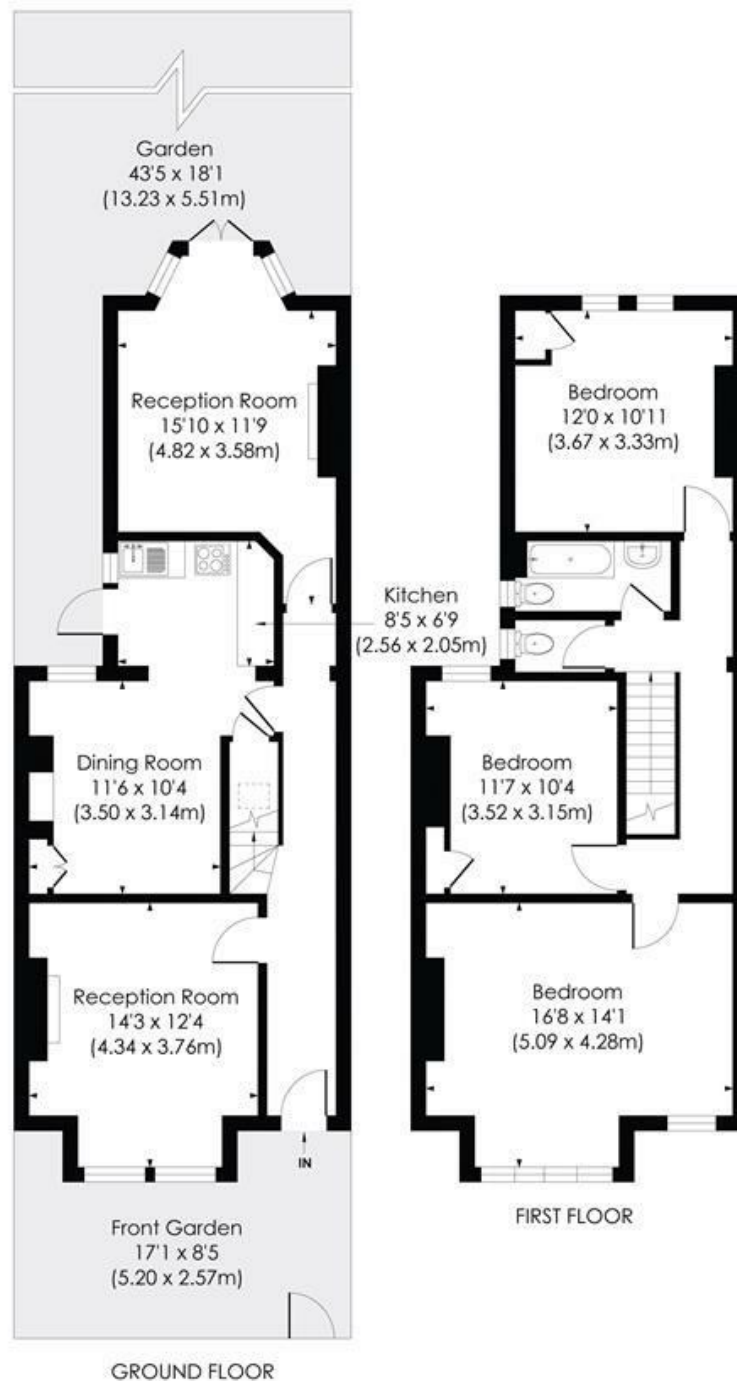 Garden
43'5 x 18'1
(13.23 x 5.51m)
Reception Room
15'10 x 11'9
(4.82 x 3.58m)
Kitchen
8'5 x 6'9
(2.56 x 2.05m)
Dining Room
11'6 x 10'4
(3.50 x 3.14m)
Reception Room
14'3 x 12'4
(4.34 x 3.76m)
IN
Front Garden
17'1 x 8'5
(5.20 x 2.57m)
GROUND FLOOR
Bedroom
12'0 x 10'11
(3.67 x 3.33m)
Bedroom
11'7 x 10'4
(3.52 x 3.15m)
Bedroom
16'8 x 14'1
(5.09 x 4.28m)
FIRST FLOOR